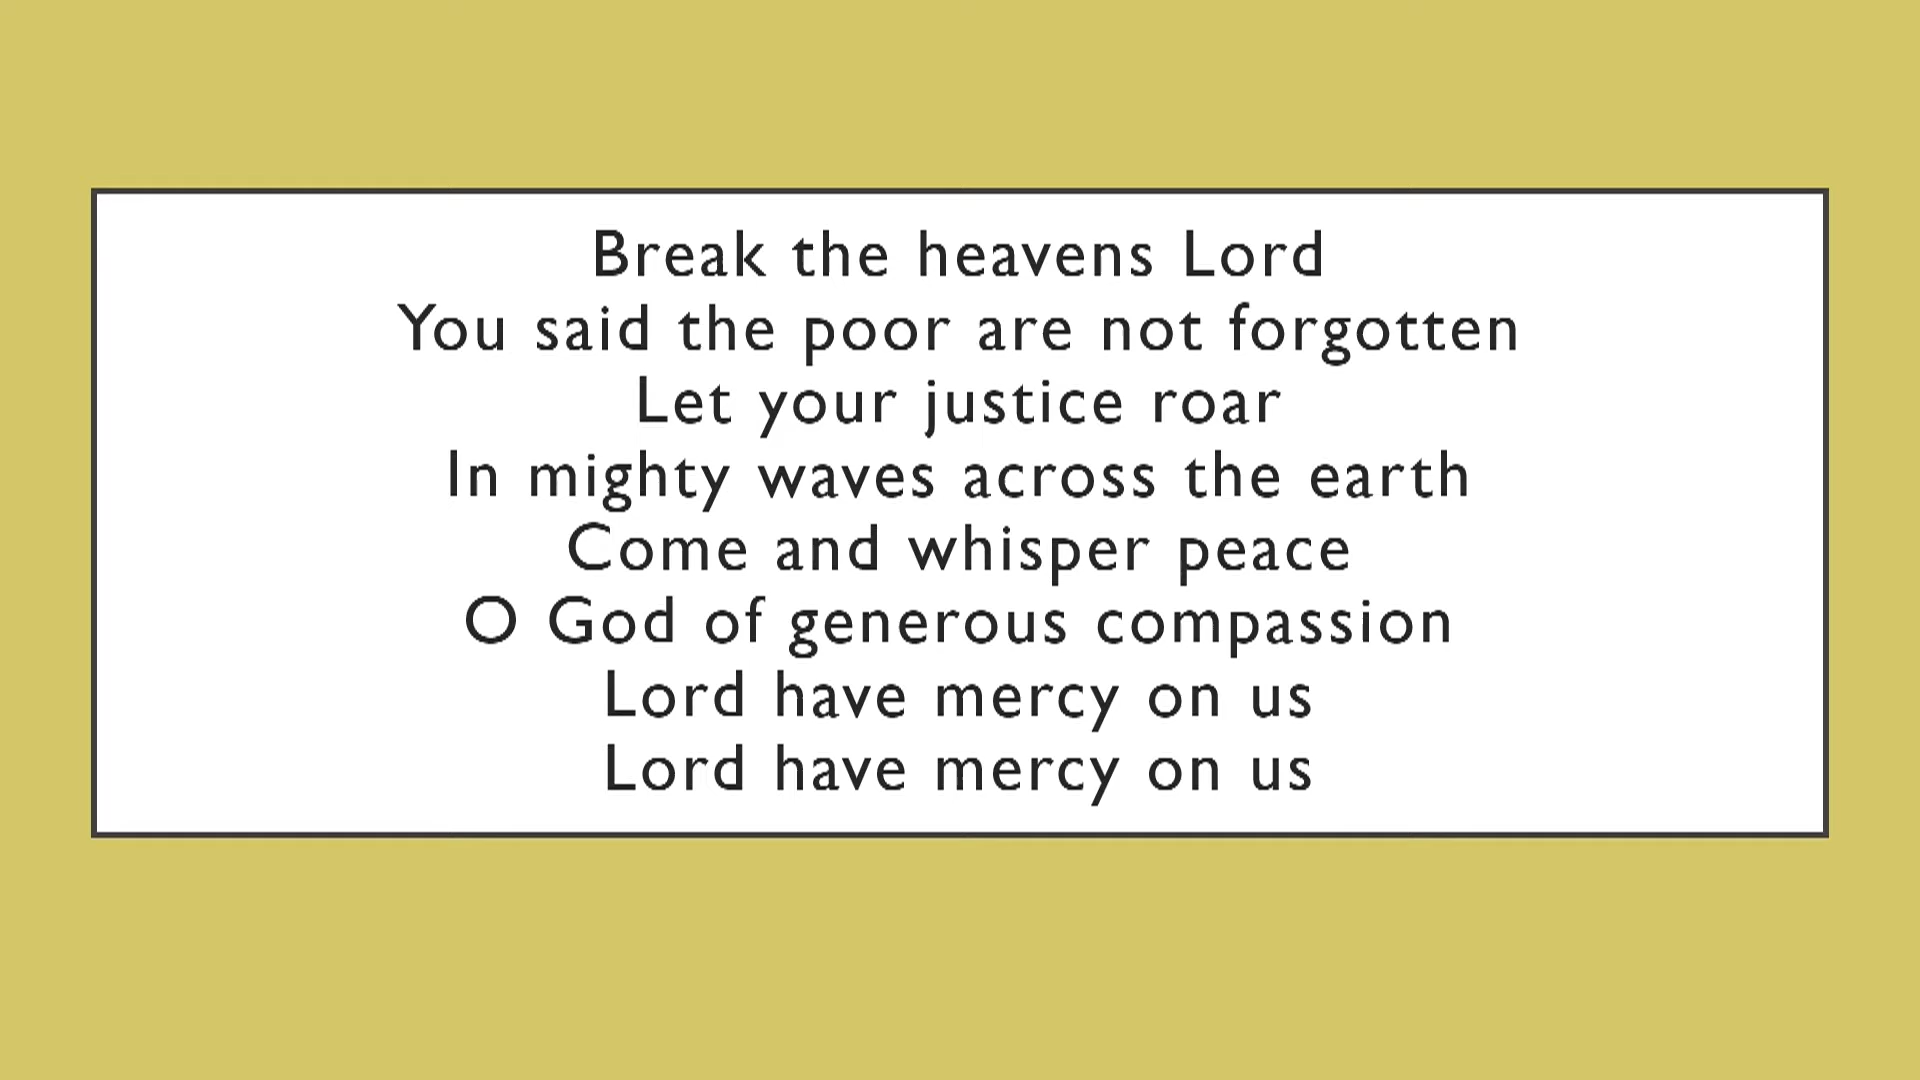 Break the heavens Lord
You said the poor are not forgotten
Let your justice roar
In mighty waves across the earth
Come and whisper peace
O God of generous compassion
Lord have mercy on us
Lord have mercy on us